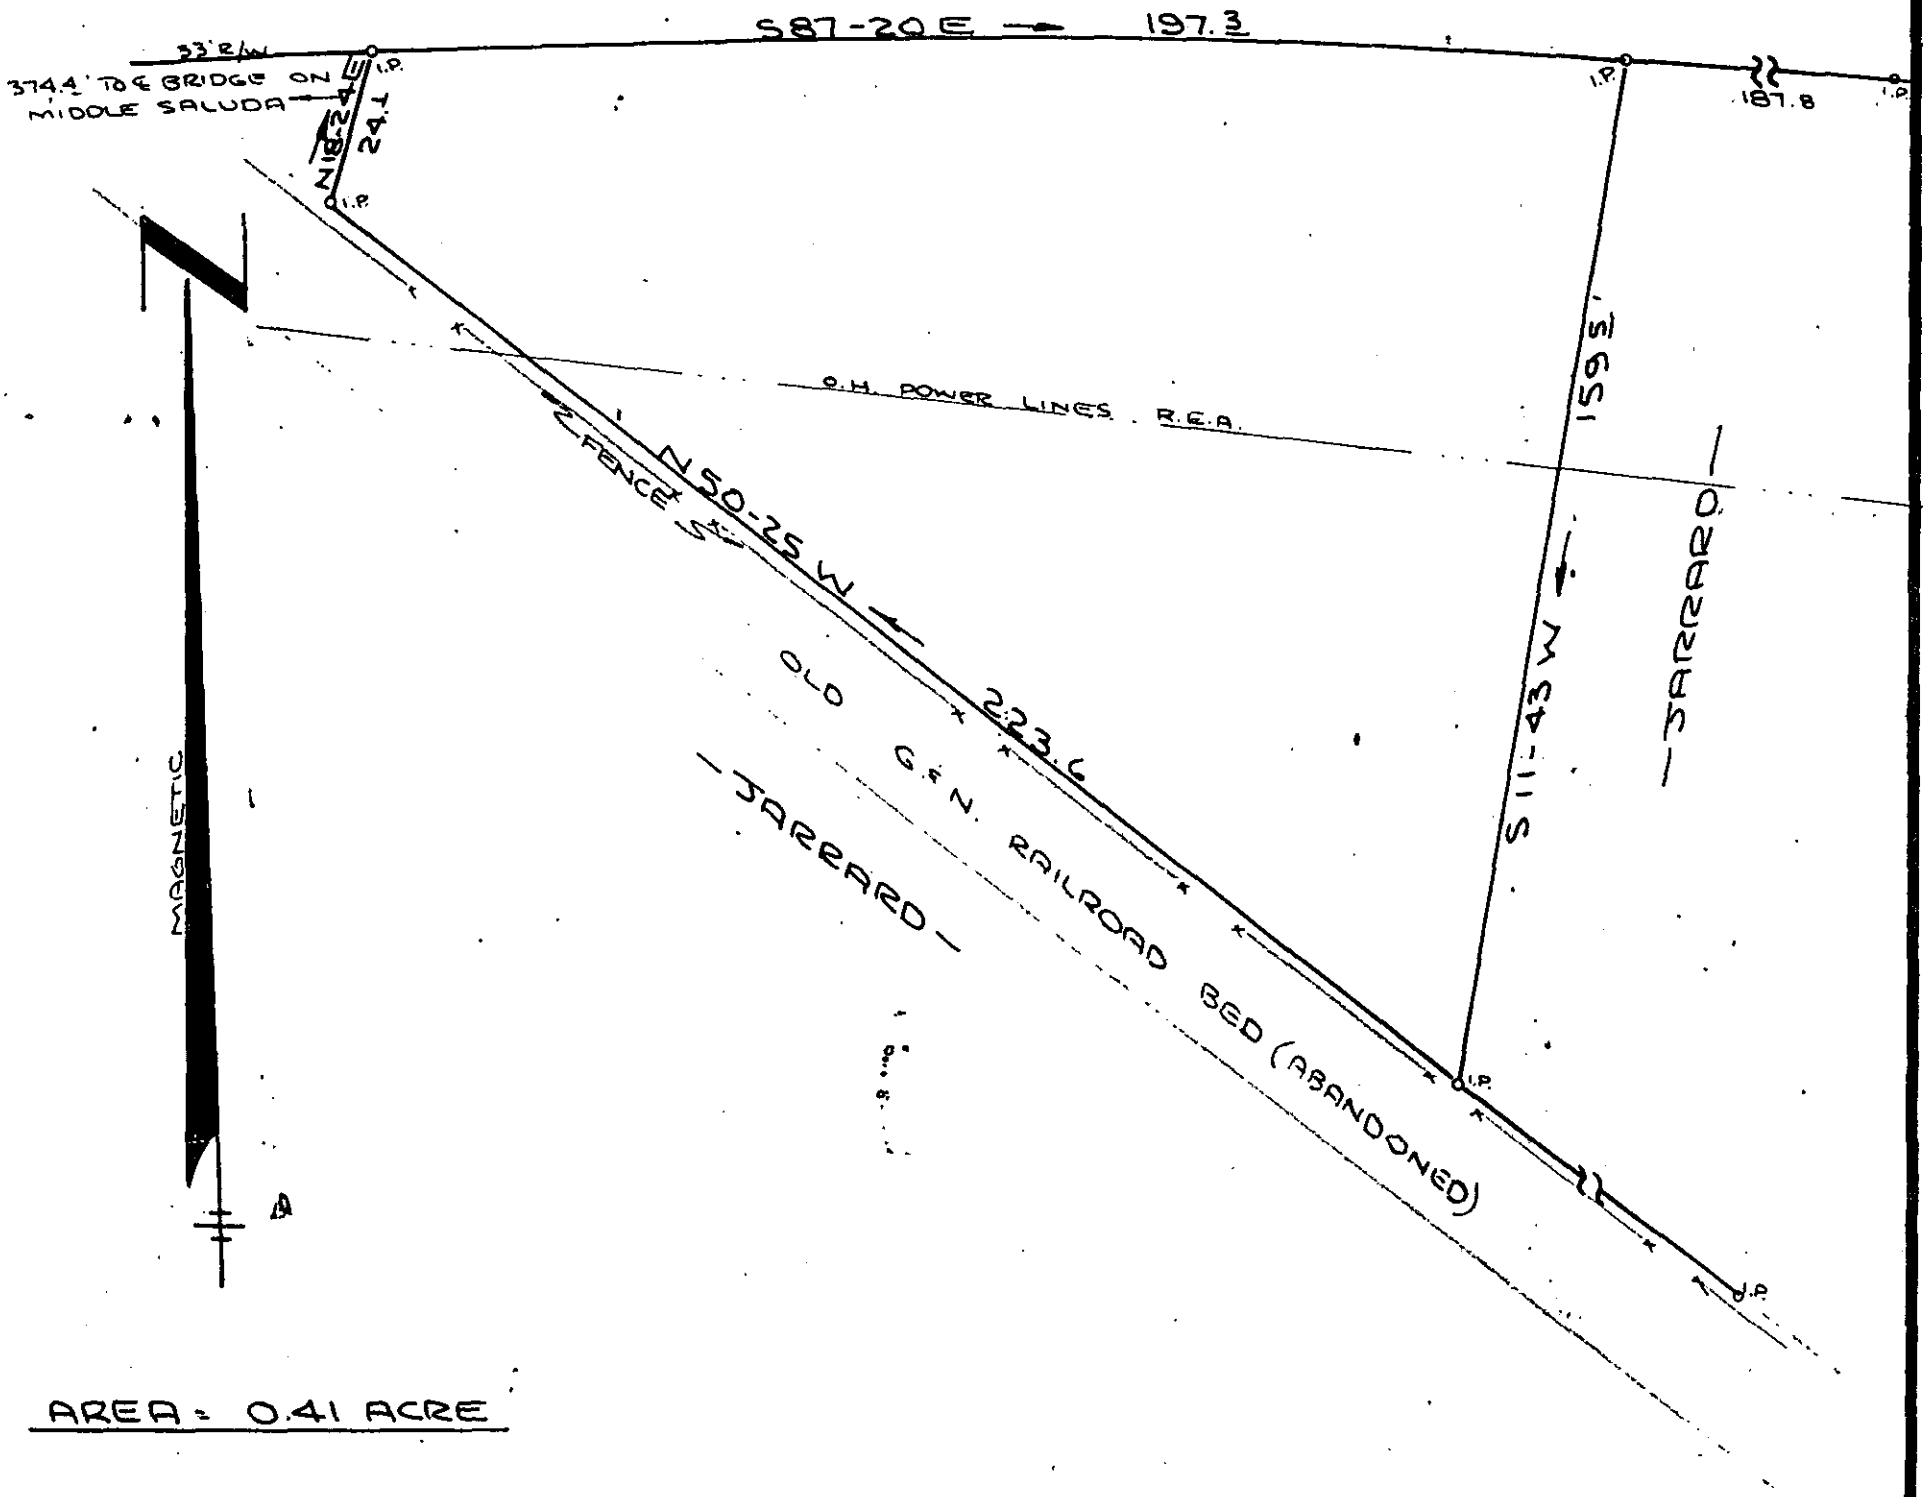 S87-20E → 197.3
33' R/W
374.4' TO ℄ BRIDGE ON
MIDDLE SALUDA
I.P.
I.P.
187.8
I.P.
N18-24E
24.1
I.P.
159.5'
S11-43W
O.H. POWER LINES. R.E.A.
FENCE
N50-25W
223.6
-JARRARD-
OLD G.&N. RAILROAD BED (ABANDONED)
-JARRARD-
MAGNETIC
N
I.P.
I.P.
AREA = 0.41 ACRE